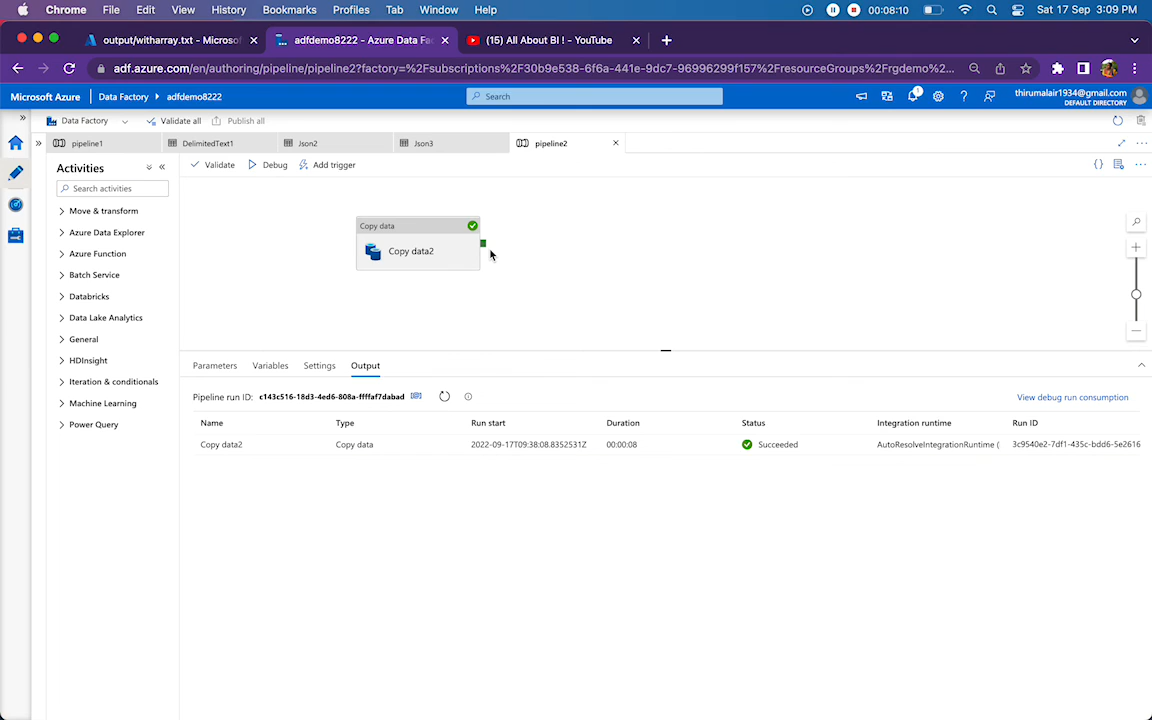 Chrome File Edit View History Bookmarks Profiles Tab Window Help 00:08:10 Sat 17 Sep 3:09 PM
output/witharray.txt - Microsof adfdemo8222 - Azure Data Fac (15) All About BI ! - YouTube
adf.azure.com/en/authoring/pipeline/pipeline2?factory=%2Fsubscriptions%2F30b9e538-6f6a-441e-9dc7-96996299f157%2FresourceGroups%2Frgdemo%2...
Microsoft Azure Data Factory adfdemo8222 Search 1 thirumalair1934@gmail.com
DEFAULT DIRECTORY
Data Factory Validate all Publish all
pipeline1 DelimitedText1 Json2 Json3 pipeline2
Activities
Validate Debug Add trigger
Search activities
Move & transform
Azure Data Explorer
Azure Function
Batch Service
Databricks
Data Lake Analytics
General
HDInsight
Iteration & conditionals
Machine Learning
Power Query
Copy data
Copy data2
Parameters Variables Settings Output
Pipeline run ID: c143c516-18d3-4ed6-808a-ffffaf7dabad View debug run consumption
Name Type Run start Duration Status Integration runtime Run ID
Copy data2 Copy data 2022-09-17T09:38:08.8352531Z 00:00:08 Succeeded AutoResolveIntegrationRuntime ( 3c9540e2-7df1-435c-bdd6-5e2616